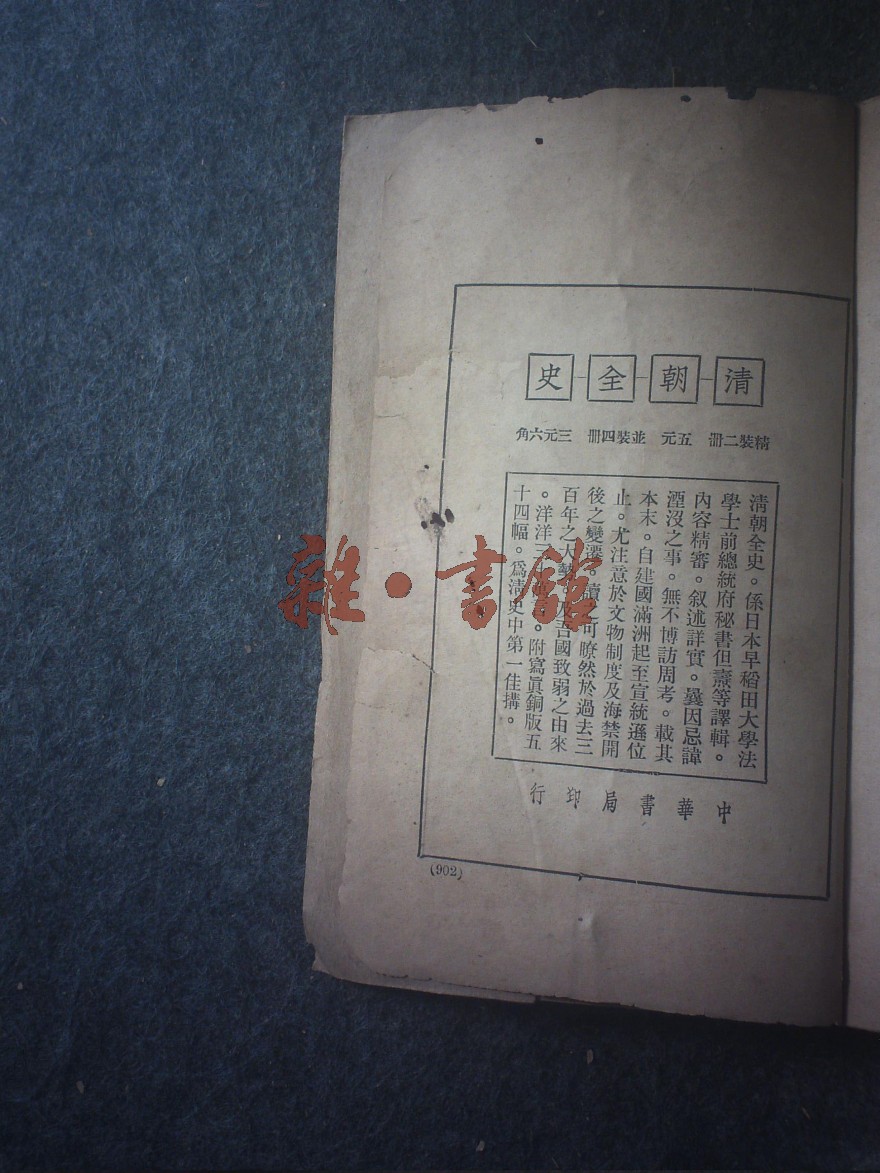 清朝全史
精裝二冊 五元 並裝四冊 三元六角
清朝全史。係日本早稻田大學法
學士前總統府秘書但燾等譯輯。
內容精審。叙述詳實。曩因忌諱
湮沒之事。無不博訪周考。載其
本末。自建國滿洲起至宣統遜位
止。尤注意於文物制度及海禁開
後之變遷。讀之可瞭然於過去三
百年之大勢。及吾國致弱之由來
。洋洋三。附寫眞銅版五
十四幅。爲淸史中第一佳搆。
中華書局印行
(902)
雜·書館